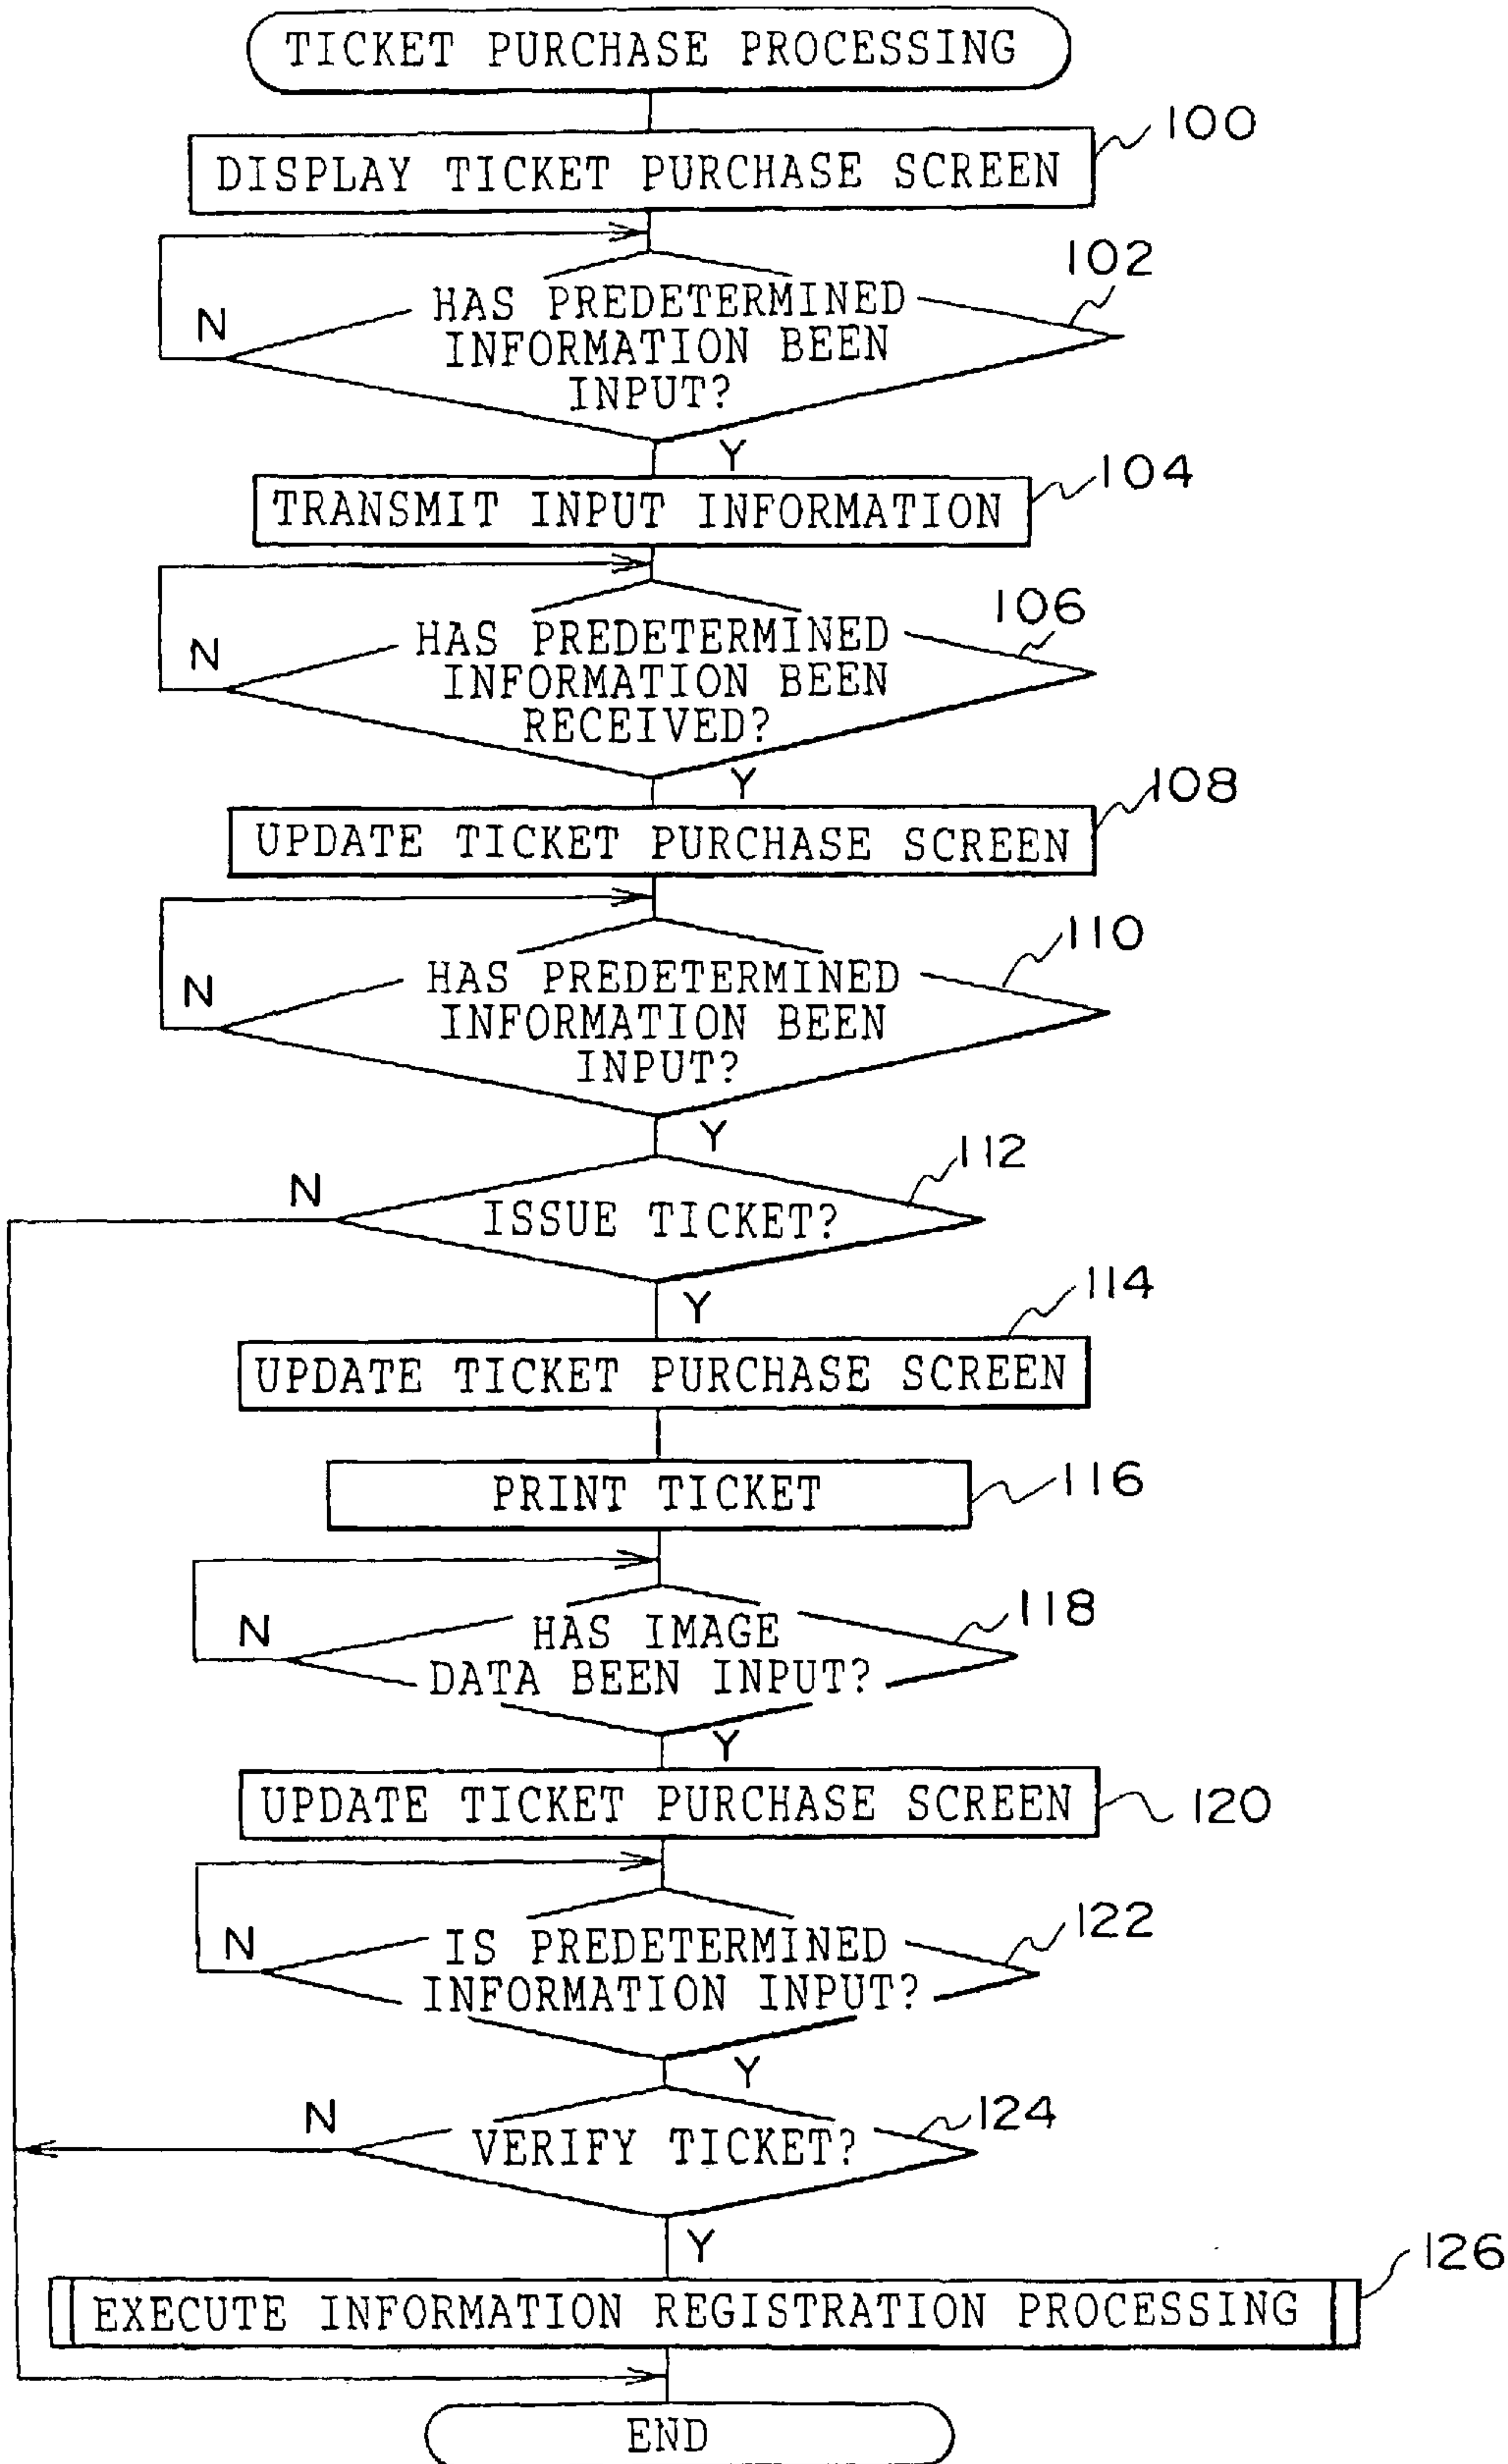 TICKET PURCHASE PROCESSING
100
DISPLAY TICKET PURCHASE SCREEN
102
HAS PREDETERMINED
N
INFORMATION BEEN
INPUT?
Y
104
TRANSMIT INPUT INFORMATION
106
HAS PREDETERMINED
N
INFORMATION BEEN
RECEIVED?
Y
108
UPDATE TICKET PURCHASE SCREEN
110
HAS PREDETERMINED
N
INFORMATION BEEN
INPUT?
Y
112
N
ISSUE TICKET?
114
Y
UPDATE TICKET PURCHASE SCREEN
PRINT TICKET
116
118
N
HAS IMAGE
DATA BEEN INPUT?
Y
UPDATE TICKET PURCHASE SCREEN
120
122
N
IS PREDETERMINED
INFORMATION INPUT?
Y
124
N
VERIFY TICKET?
Y
126
EXECUTE INFORMATION REGISTRATION PROCESSING
END